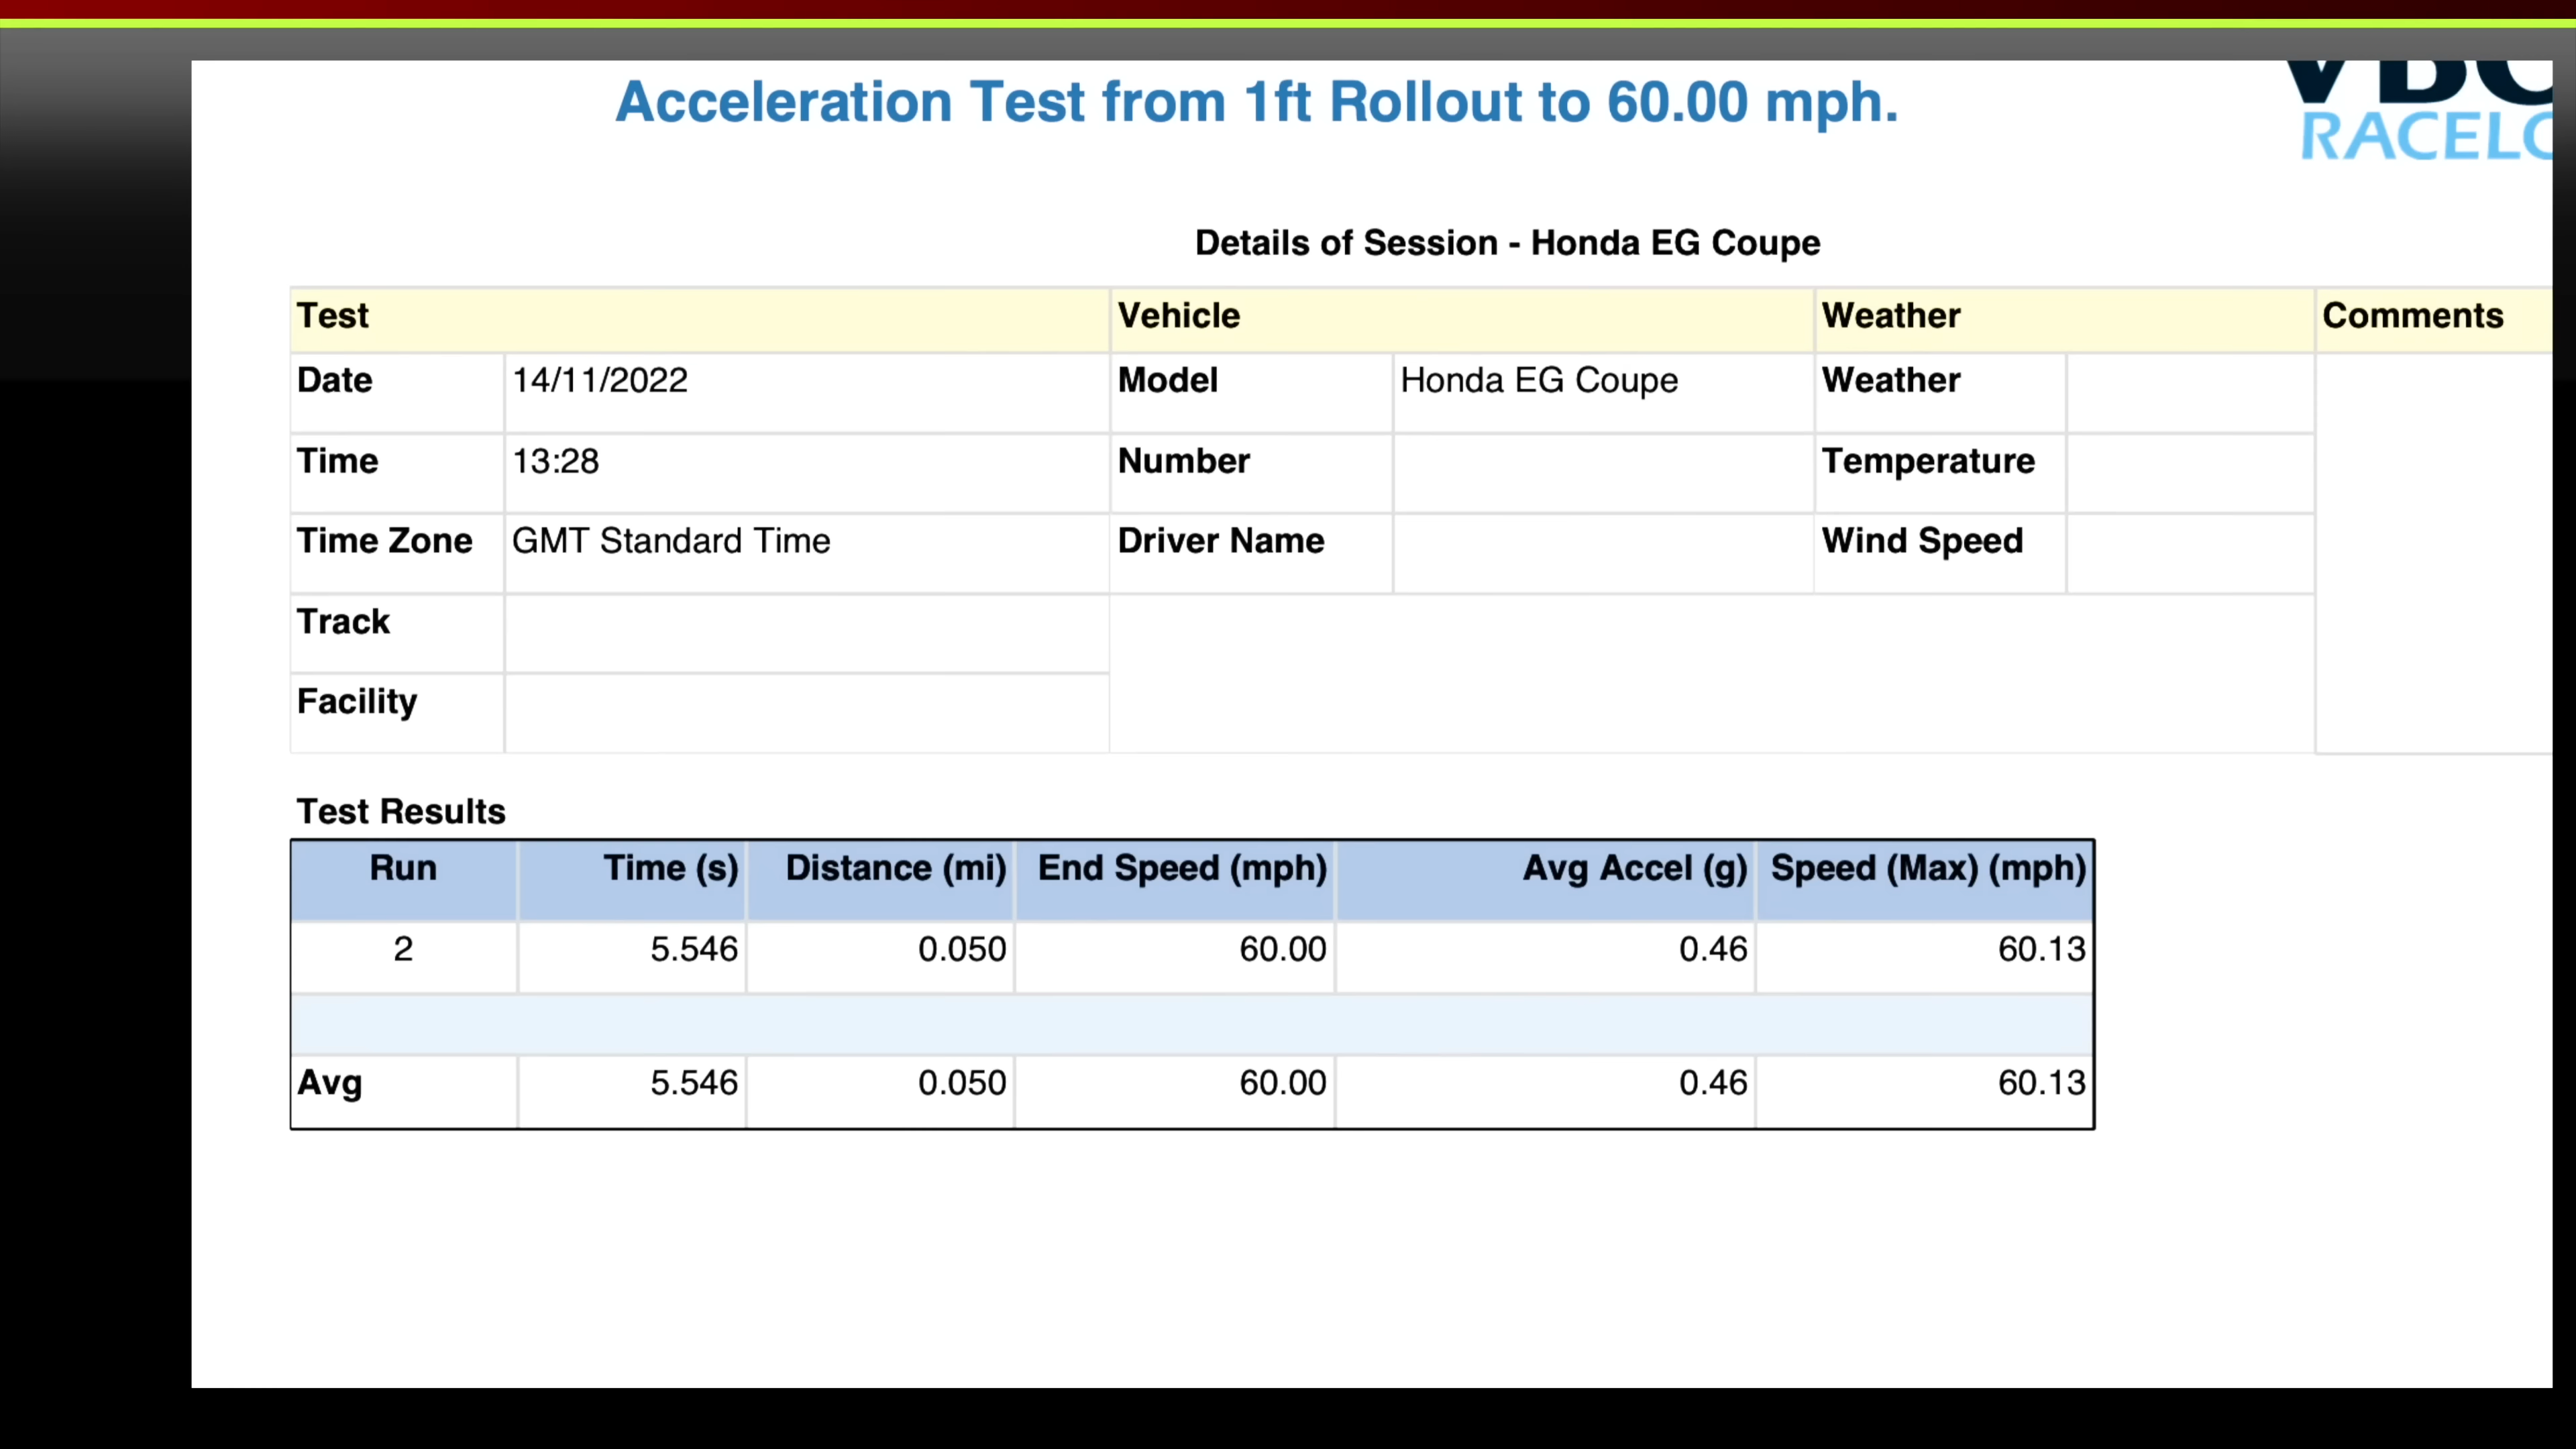 Acceleration Test from 1ft Rollout to 60.00 mph.
Details of Session - Honda EG Coupe
Test Vehicle Weather Comments
Date 14/11/2022 Model Honda EG Coupe Weather
Time 13:28 Number Temperature
Time Zone GMT Standard Time Driver Name Wind Speed
Track
Facility
Test Results
Run Time (s) Distance (mi) End Speed (mph) Avg Accel (g) Speed (Max) (mph)
2 5.546 0.050 60.00 0.46 60.13
Avg 5.546 0.050 60.00 0.46 60.13